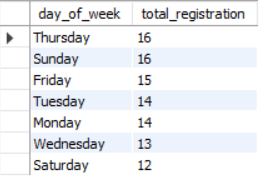 day_of_week total_registration
Thursday 16
Sunday 16
Friday 15
Tuesday 14
Monday 14
Wednesday 13
Saturday 12